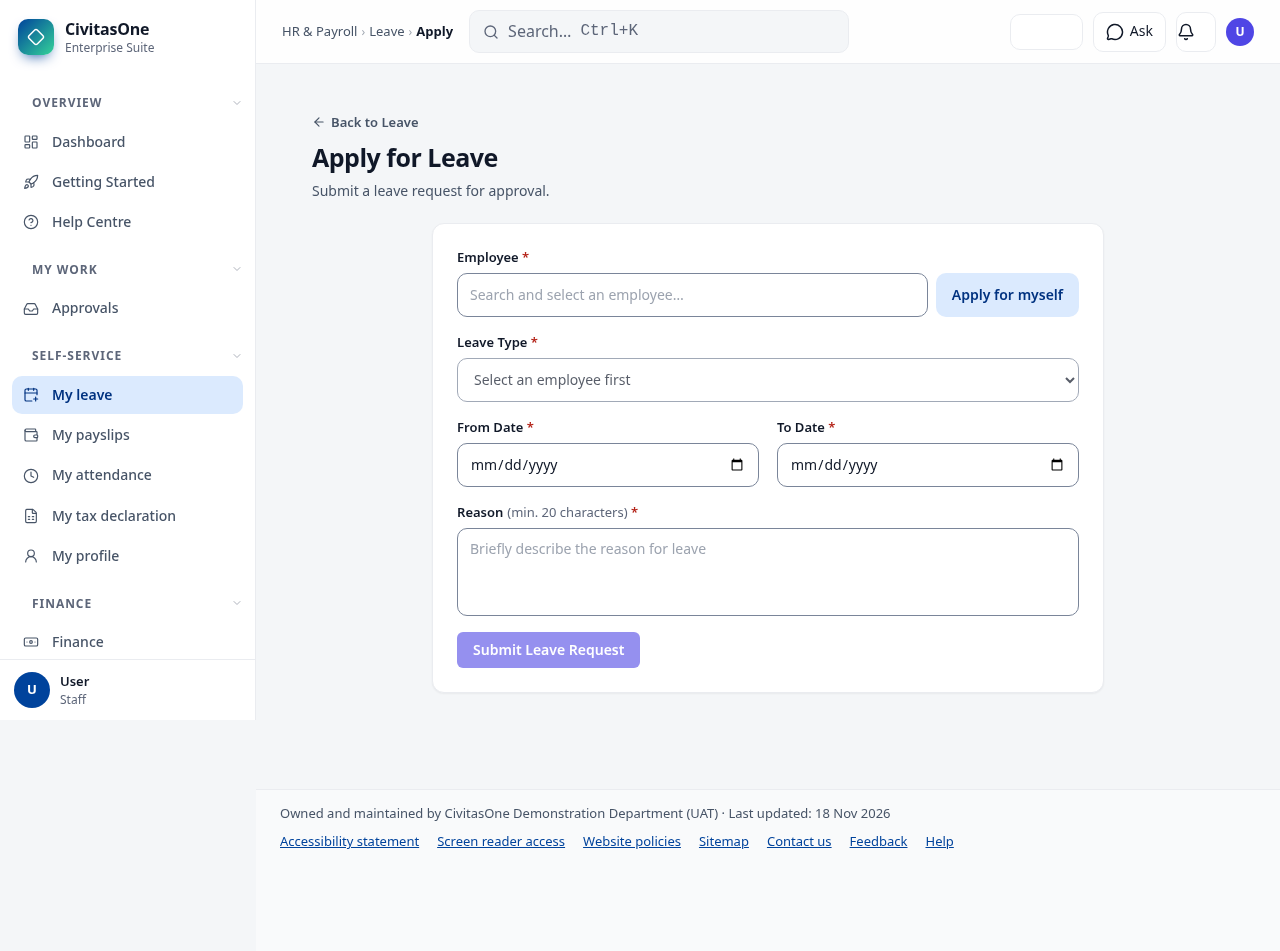 CivitasOne
Enterprise Suite
OVERVIEW
Dashboard
Getting Started
Help Centre
MY WORK
Approvals
SELF-SERVICE
My leave
My payslips
My attendance
My tax declaration
My profile
FINANCE
Finance
U
User
Staff
HR & Payroll › Leave › Apply
Search... Ctrl+K
Ask
U
Back to Leave
Apply for Leave
Submit a leave request for approval.
Employee *
Search and select an employee...
Apply for myself
Leave Type *
Select an employee first
From Date *
To Date *
mm/dd/yyyy
mm/dd/yyyy
Reason (min. 20 characters) *
Briefly describe the reason for leave
Submit Leave Request
Owned and maintained by CivitasOne Demonstration Department (UAT) · Last updated: 18 Nov 2026
Accessibility statement Screen reader access Website policies Sitemap Contact us Feedback Help